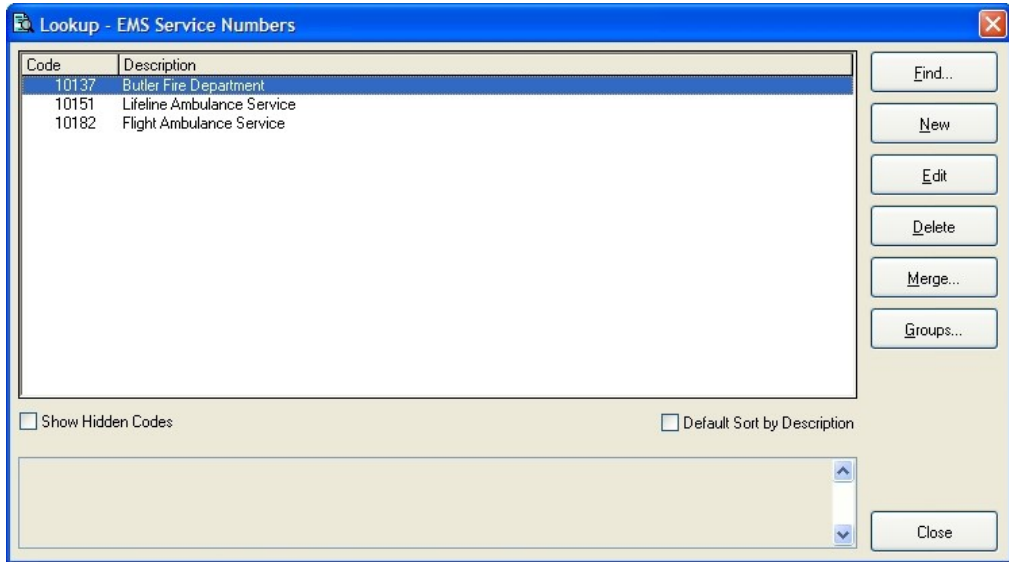 Lookup - EMS Service Numbers
Code Description
10137 Butler Fire Department
10151 Lifeline Ambulance Service
10182 Flight Ambulance Service
Find...
New
Edit
Delete
Merge...
Groups...
Show Hidden Codes
Default Sort by Description
Close